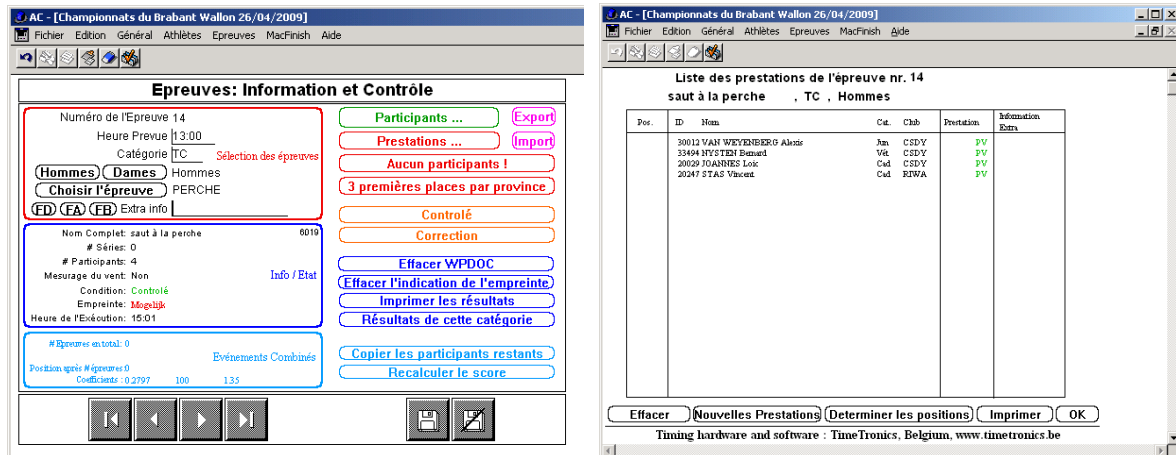 AC - [Championnats du Brabant Wallon 26/04/2009]
Fichier Edition Général Athlètes Epreuves MacFinish Aide
Epreuves: Information et Contrôle
Numéro de l'Epreuve 14
Heure Prevue 13:00
Catégorie TC Sélection des épreuves
Hommes Dames Hommes
Choisir l'épreuve PERCHE
FD FA FB Extra info
Participants ... Export
Prestations ... Import
Aucun participants !
3 premières places par province
Controlé
Correction
Nom Complet: saut à la perche 6019
# Séries: 0
# Participants: 4
Mesurage du vent: Non Info / Etat
Condition: Controlé
Empreinte: Mogelijk
Heure de l'Exécution: 15:01
Effacer WPDOC
Effacer l'indication de l'empreinte
Imprimer les résultats
Résultats de cette catégorie
# Epreuves en total: 0
Evénements Combinés
Position après # épreuves: 0
Coefficients : 0.2797 100 1.35
Copier les participants restants
Recalculer le score
AC - [Championnats du Brabant Wallon 26/04/2009]
Fichier Edition Général Athlètes Epreuves MacFinish Aide
Liste des prestations de l'épreuve nr. 14
saut à la perche , TC , Hommes
Pos. ID Nom Cat. Club Prestation Information Extra
30012 VAN WEYENBERG Alexis Jun CSDY PV
33494 NYSTEN Bernard Vét CSDY PV
20029 JOANNES Loic Cad CSDY PV
20247 STAS Vincent Cad RIWA PV
Effacer Nouvelles Prestations Determiner les positions Imprimer OK
Timing hardware and software : TimeTronics, Belgium, www.timetronics.be